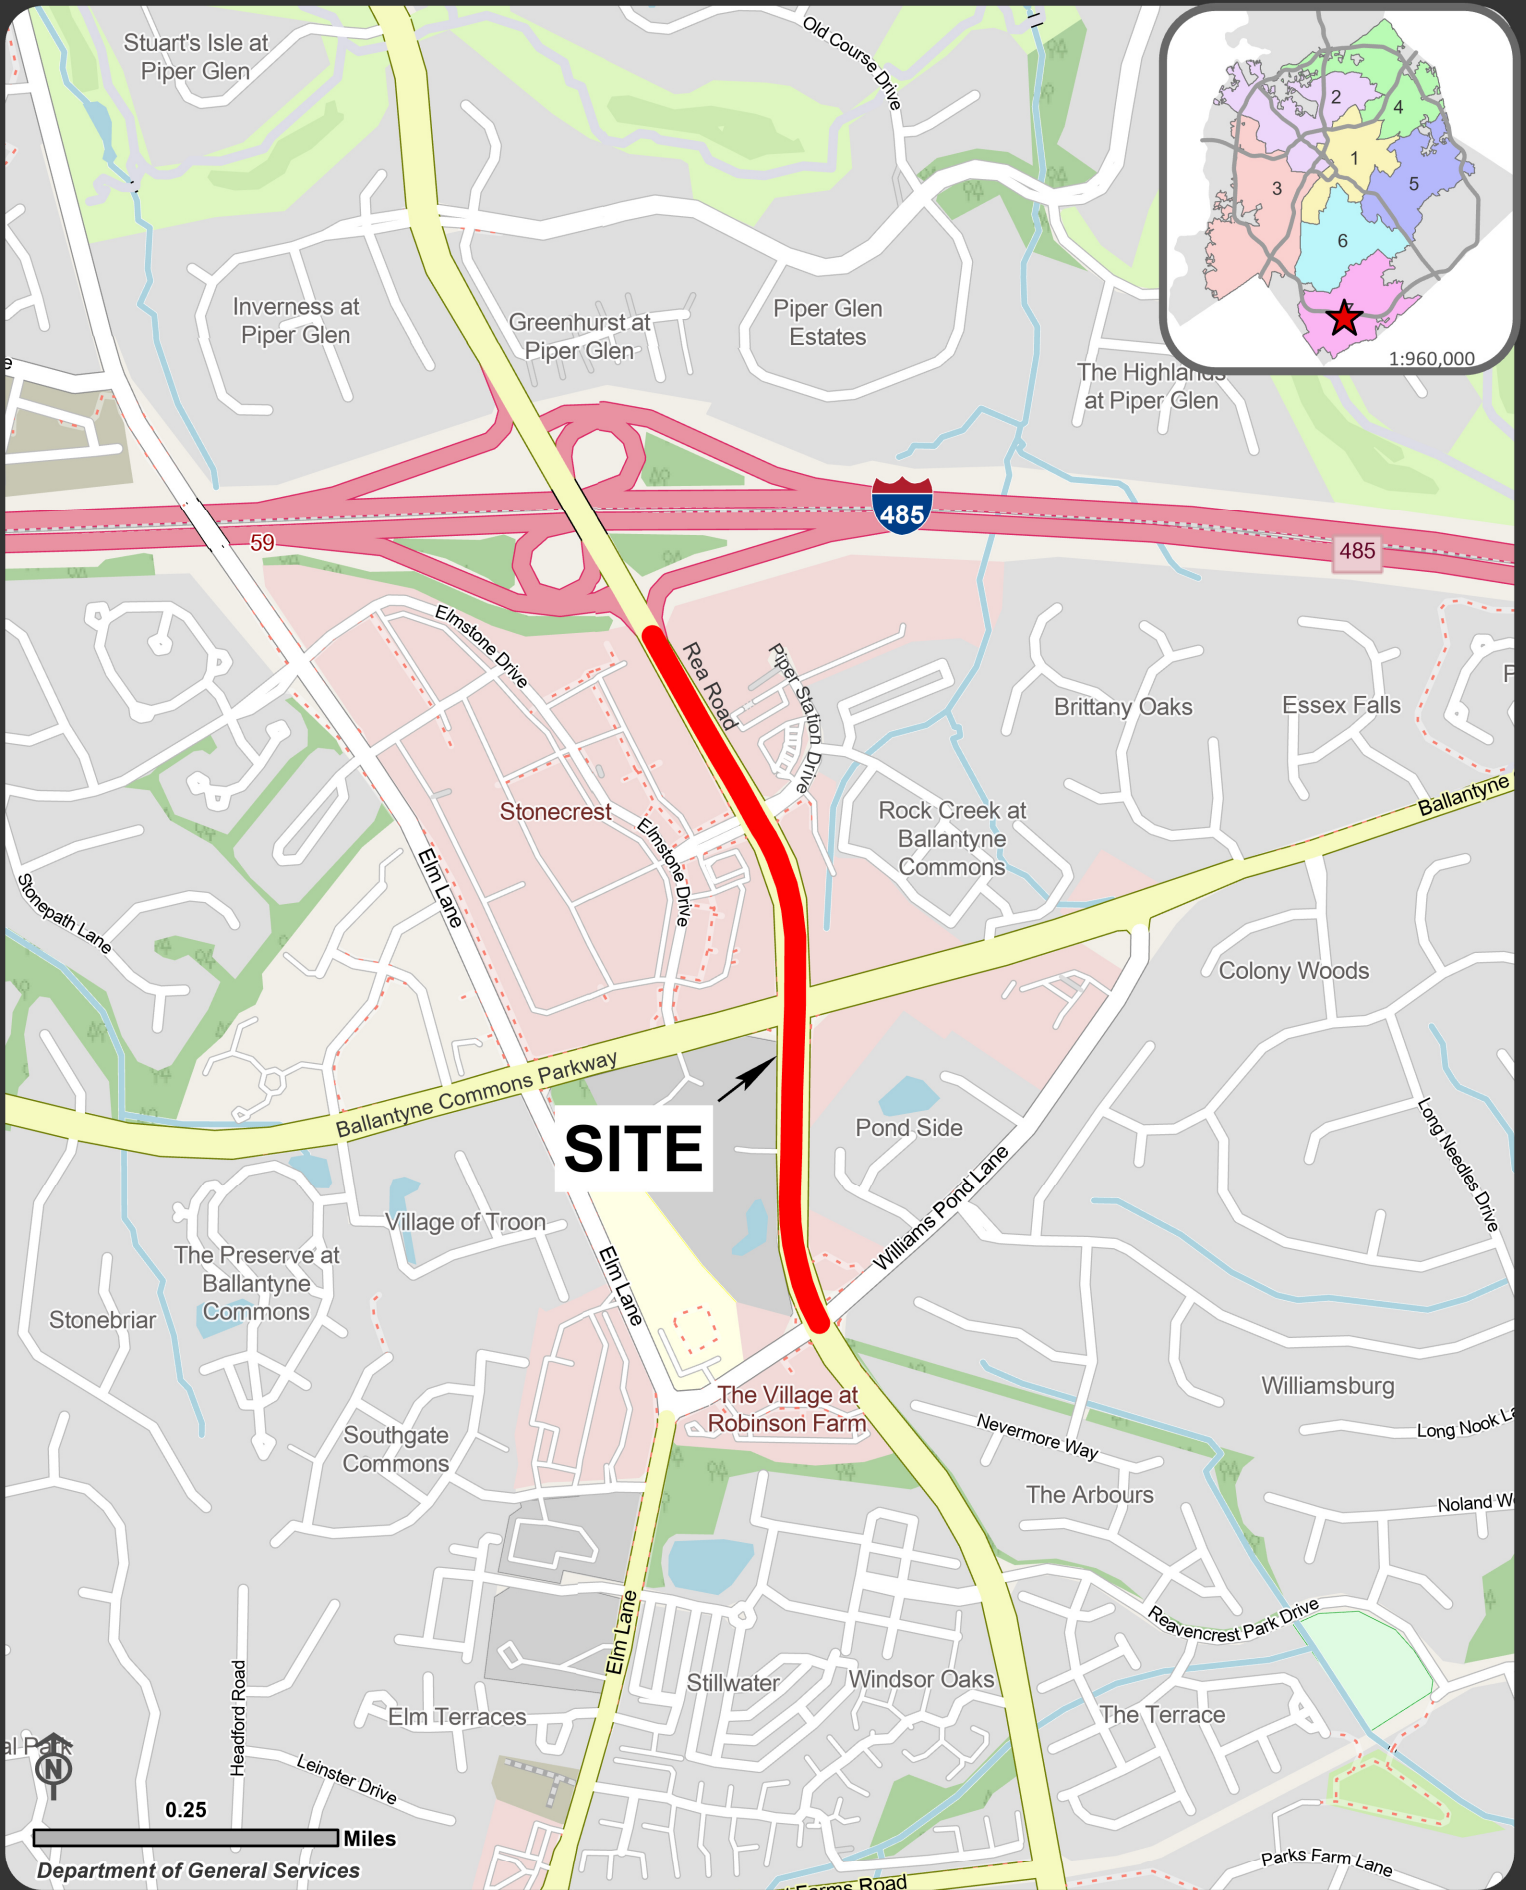 Stuart's Isle at
Piper Glen
Old Course Drive
2
4
1
5
3
6
1:960,000
Inverness at
Piper Glen
Greenhurst at
Piper Glen
Piper Glen
Estates
The Highlands
at Piper Glen
485
59
485
Elmstone Drive
Rea Road
Piper Station Drive
Brittany Oaks
Essex Falls
Ballantyne
Stonecrest
Elmstone Drive
Rock Creek at
Ballantyne
Commons
Elm Lane
Stonepath Lane
Colony Woods
Ballantyne Commons Parkway
SITE
Pond Side
Long Needles Drive
Williams Pond Lane
Village of Troon
The Preserve at
Ballantyne
Commons
Elm Lane
Stonebriar
The Village at
Robinson Farm
Williamsburg
Long Nook
Nevermore Way
Southgate
Commons
The Arbours
Noland
Reavencrest Park Drive
Elm Lane
Stillwater
Windsor Oaks
The Terrace
Elm Terraces
Headford Road
Leinster Drive
al Park
N
0.25
Miles
Department of General Services
Parks Farm Lane
Farms Road